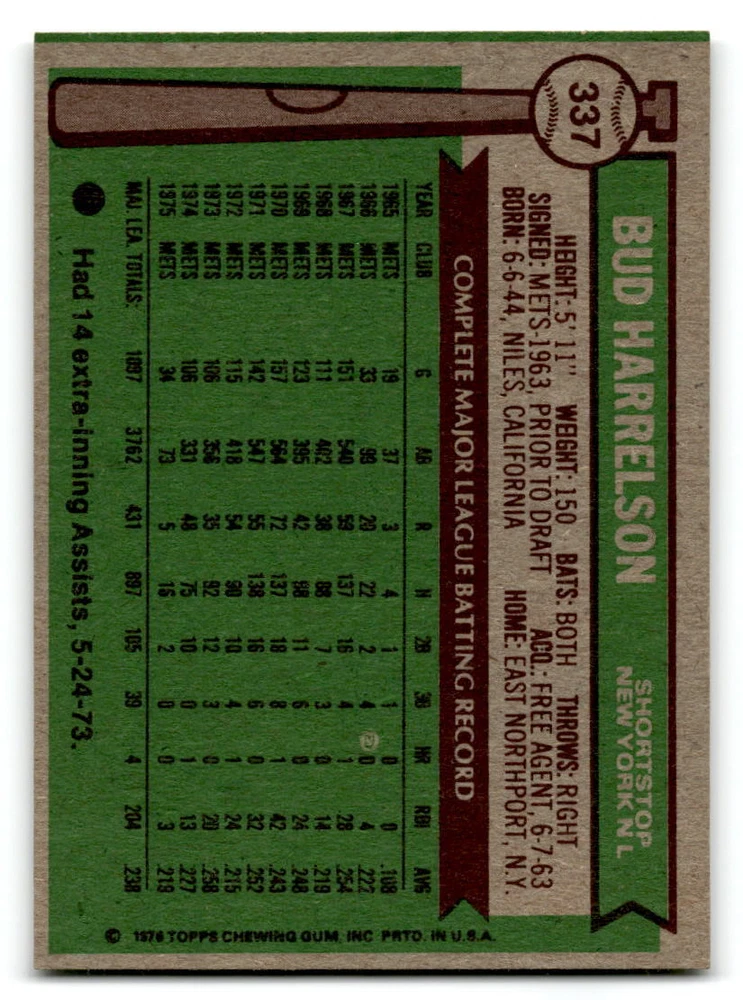 337
BUD HARRELSON
SHORTSTOP
NEW YORK N L
HEIGHT: 5' 11" WEIGHT: 150 BATS: BOTH THROWS: RIGHT
SIGNED: METS-1963, PRIOR TO DRAFT ACQ.: FREE AGENT, 6-7-63
BORN: 6-6-44, NILES, CALIFORNIA HOME: EAST NORTHPORT, N.Y.
COMPLETE MAJOR LEAGUE BATTING RECORD
YEAR CLUB G AB R H 2B 3B HR RBI AVG
1965 METS 19 37 3 4 1 1 0 0 .108
1966 METS 33 99 20 22 2 4 0 4 .222
1967 METS 151 540 59 137 16 4 1 28 .254
1968 METS 111 402 38 88 7 3 0 14 .219
1969 METS 123 395 42 98 11 6 0 24 .248
1970 METS 157 564 72 137 18 8 1 42 .243
1971 METS 142 547 55 138 16 6 0 32 .252
1972 METS 115 418 54 90 10 4 1 24 .215
1973 METS 106 356 35 92 12 3 0 20 .258
1974 METS 106 331 48 75 10 0 1 13 .227
1975 METS 34 73 5 16 2 0 0 3 .219
MAJ. LEA. TOTALS: 1097 3762 431 897 105 39 4 204 .238
Had 14 extra-inning Assists, 5-24-73.
© 1976 TOPPS CHEWING GUM, INC. PRTD. IN U.S.A.